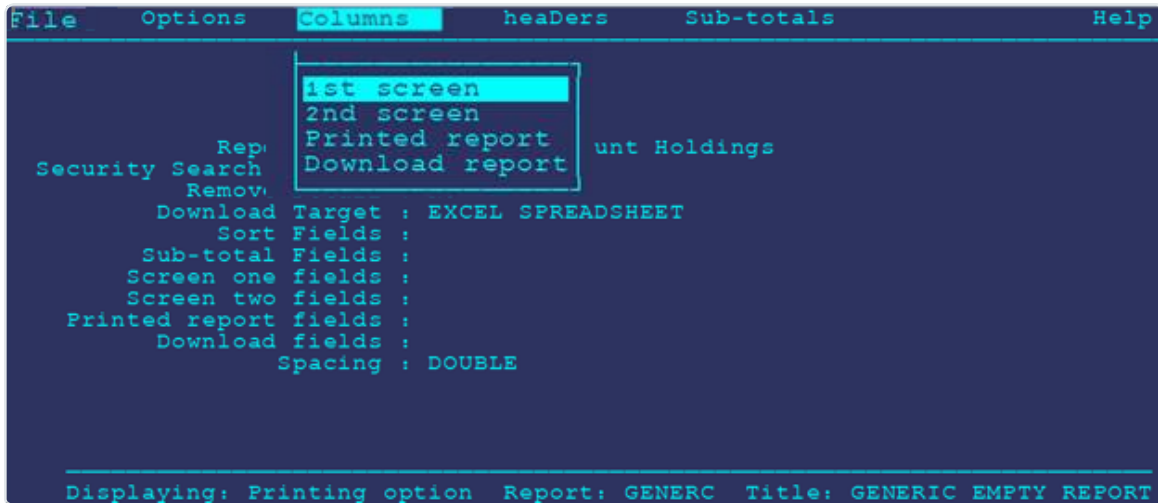 File Options Columns heaDers Sub-totals Help
1st screen
2nd screen
Printed report
Download report
Rep unt Holdings
Security Search
Remov
Download Target : EXCEL SPREADSHEET
Sort Fields :
Sub-total Fields :
Screen one fields :
Screen two fields :
Printed report fields :
Download fields :
Spacing : DOUBLE
Displaying: Printing option Report: GENERC Title: GENERIC EMPTY REPORT